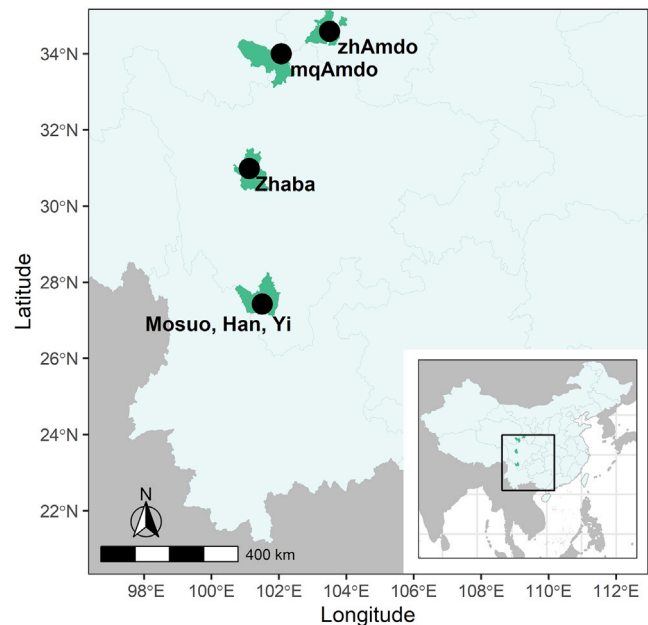 34°N
zhAmdo
mqAmdo
32°N
Zhaba
30°N
28°N
Mosuo, Han, Yi
26°N
24°N
22°N
Latitude
N
400 km
98°E 100°E 102°E 104°E 106°E 108°E 110°E 112°E
Longitude